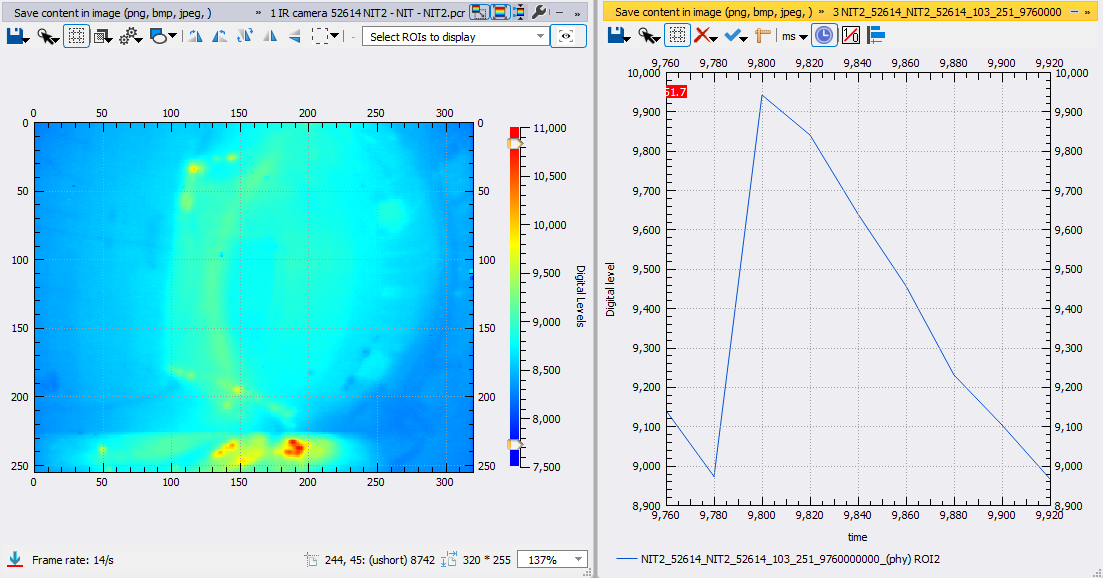 Save content in image (png, bmp, jpeg, ) » 1 IR camera 52614 NIT2 - NIT - NIT2.pcr »
Select ROIs to display
0 50 100 150 200 250 300
0 0
50 50
100 100
150 150
200 200
250 250
0 50 100 150 200 250 300
11,000
10,500
10,000
9,500
9,000
8,500
8,000
7,500
Digital Levels
Frame rate: 14/s
244, 45: (ushort) 8742
320 * 255
137%
Save content in image (png, bmp, jpeg, ) » 3 NIT2_52614_NIT2_52614_103_251_9760000 »
ms
9,760 9,780 9,800 9,820 9,840 9,860 9,880 9,900 9,920
51.7
10,000 10,000
9,900 9,900
9,800 9,800
9,700 9,700
9,600 9,600
9,500 9,500
9,400 9,400
9,300 9,300
9,200 9,200
9,100 9,100
9,000 9,000
8,900 8,900
Digital level
9,760 9,780 9,800 9,820 9,840 9,860 9,880 9,900 9,920
time
NIT2_52614_NIT2_52614_103_251_9760000000_(phy) ROI2